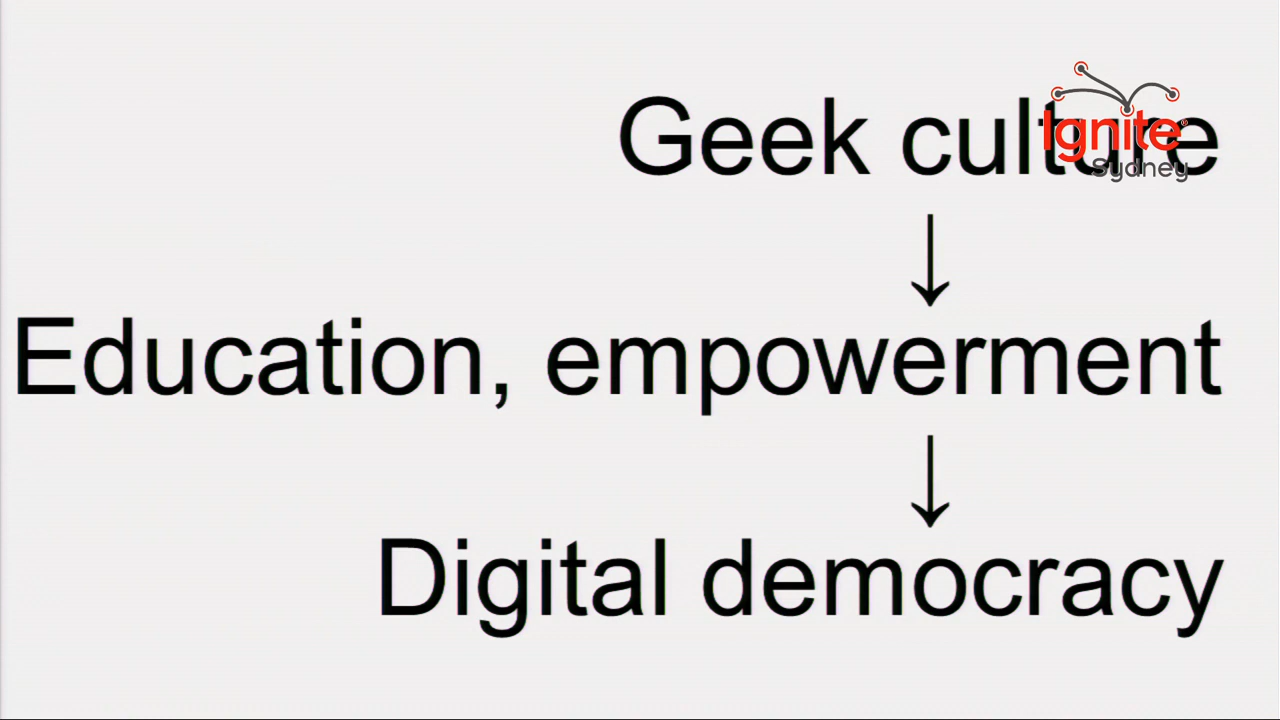 Geek culture
Ignite
Sydney
↓
Education, empowerment
↓
Digital democracy